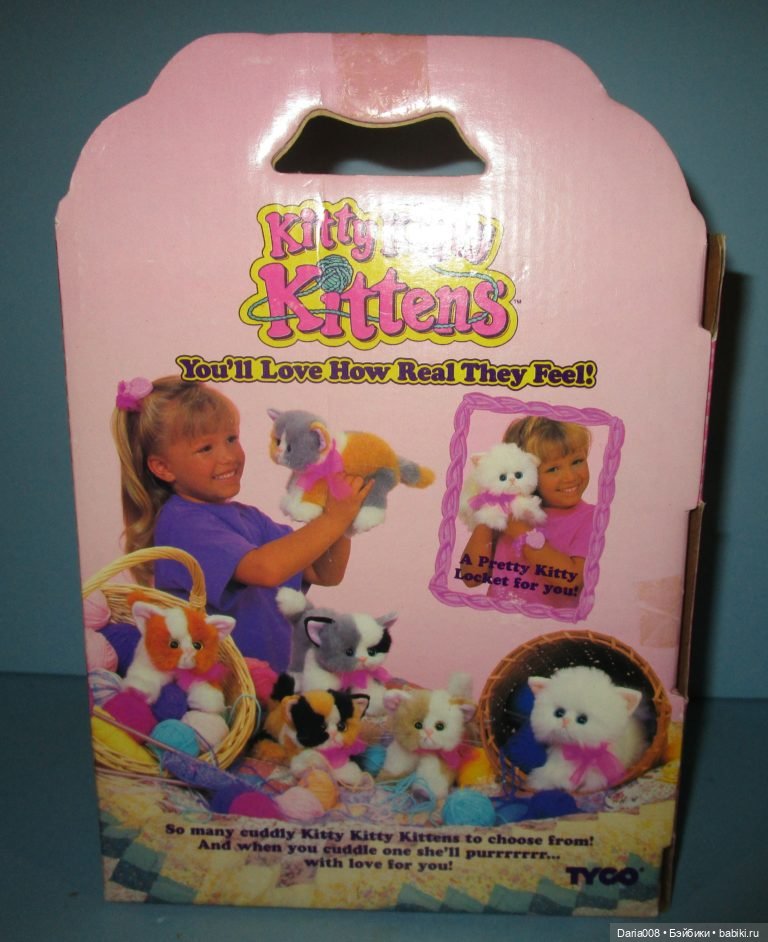 Kitty Kitty
Kittens™
You'll Love How Real They Feel!
A Pretty Kitty
Locket for you!
So many cuddly Kitty Kitty Kittens to choose from!
And when you cuddle one she'll purrrrrrr...
with love for you!
TYCO®
Daria008 • Бэйбики • babiki.ru